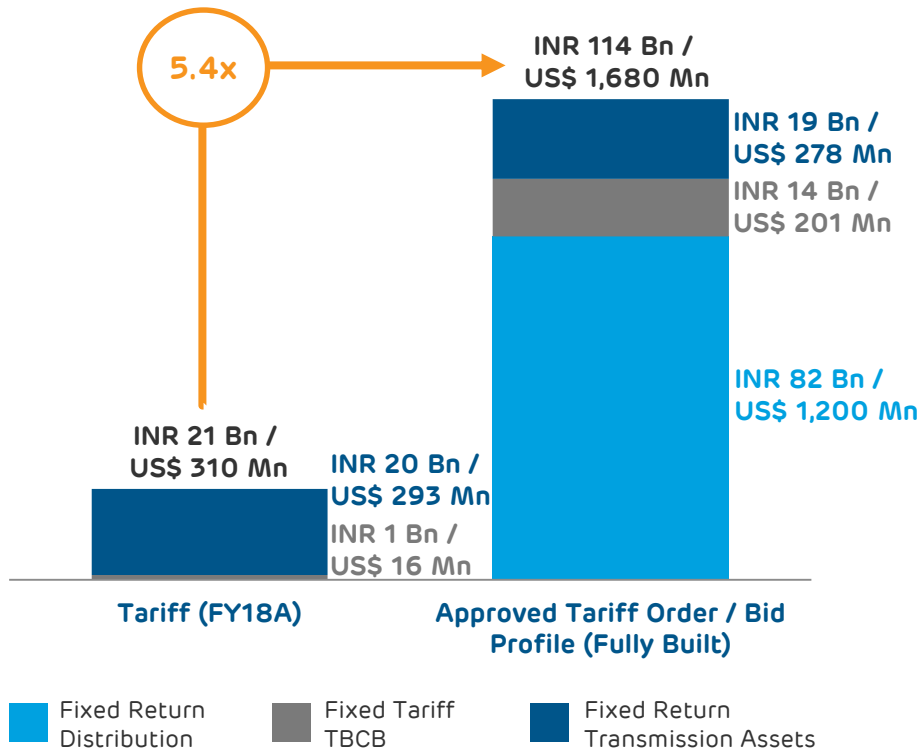 5.4x
INR 114 Bn /
US$ 1,680 Mn
INR 19 Bn /
US$ 278 Mn
INR 14 Bn /
US$ 201 Mn
INR 82 Bn /
US$ 1,200 Mn
INR 21 Bn /
US$ 310 Mn
INR 20 Bn /
US$ 293 Mn
INR 1 Bn /
US$ 16 Mn
Tariff (FY18A)
Approved Tariff Order / Bid
Profile (Fully Built)
Fixed Return
Distribution
Fixed Tariff
TBCB
Fixed Return
Transmission Assets